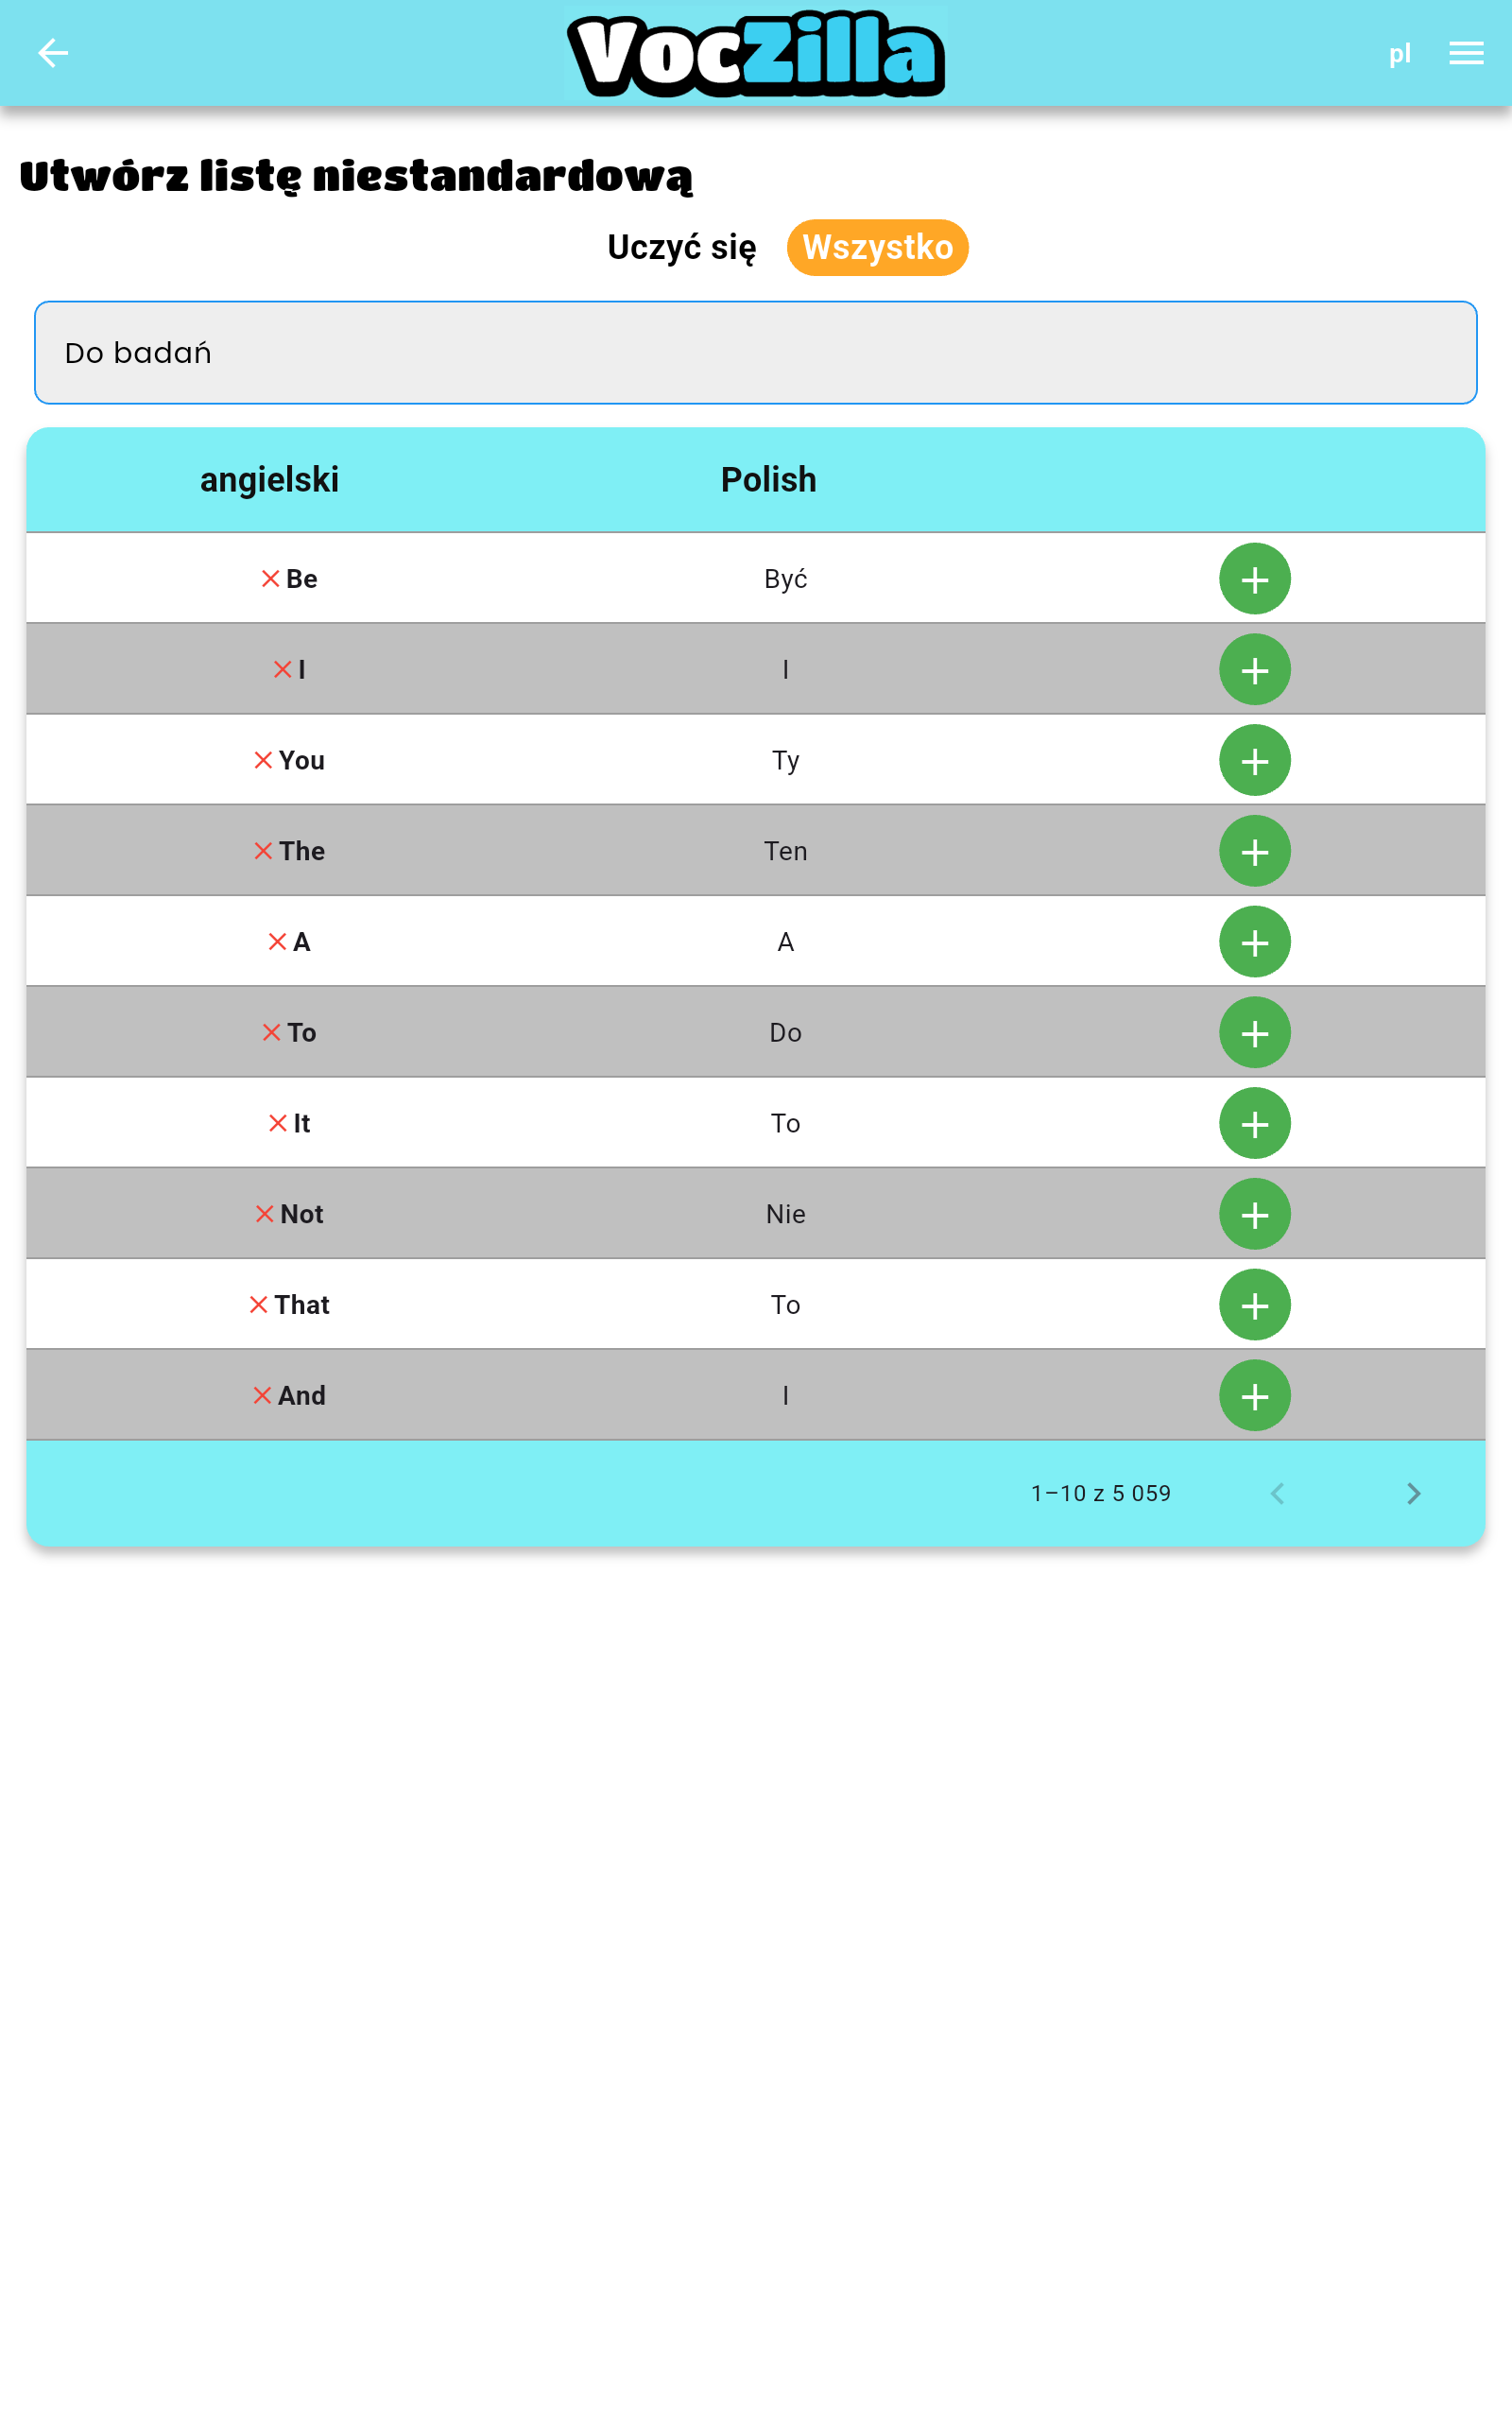 VocZilla
pl
Utwórz listę niestandardową
Uczyć się Wszystko
Do badań
angielski Polish
Be Być
I I
You Ty
The Ten
A A
To Do
It To
Not Nie
That To
And I
1–10 z 5 059